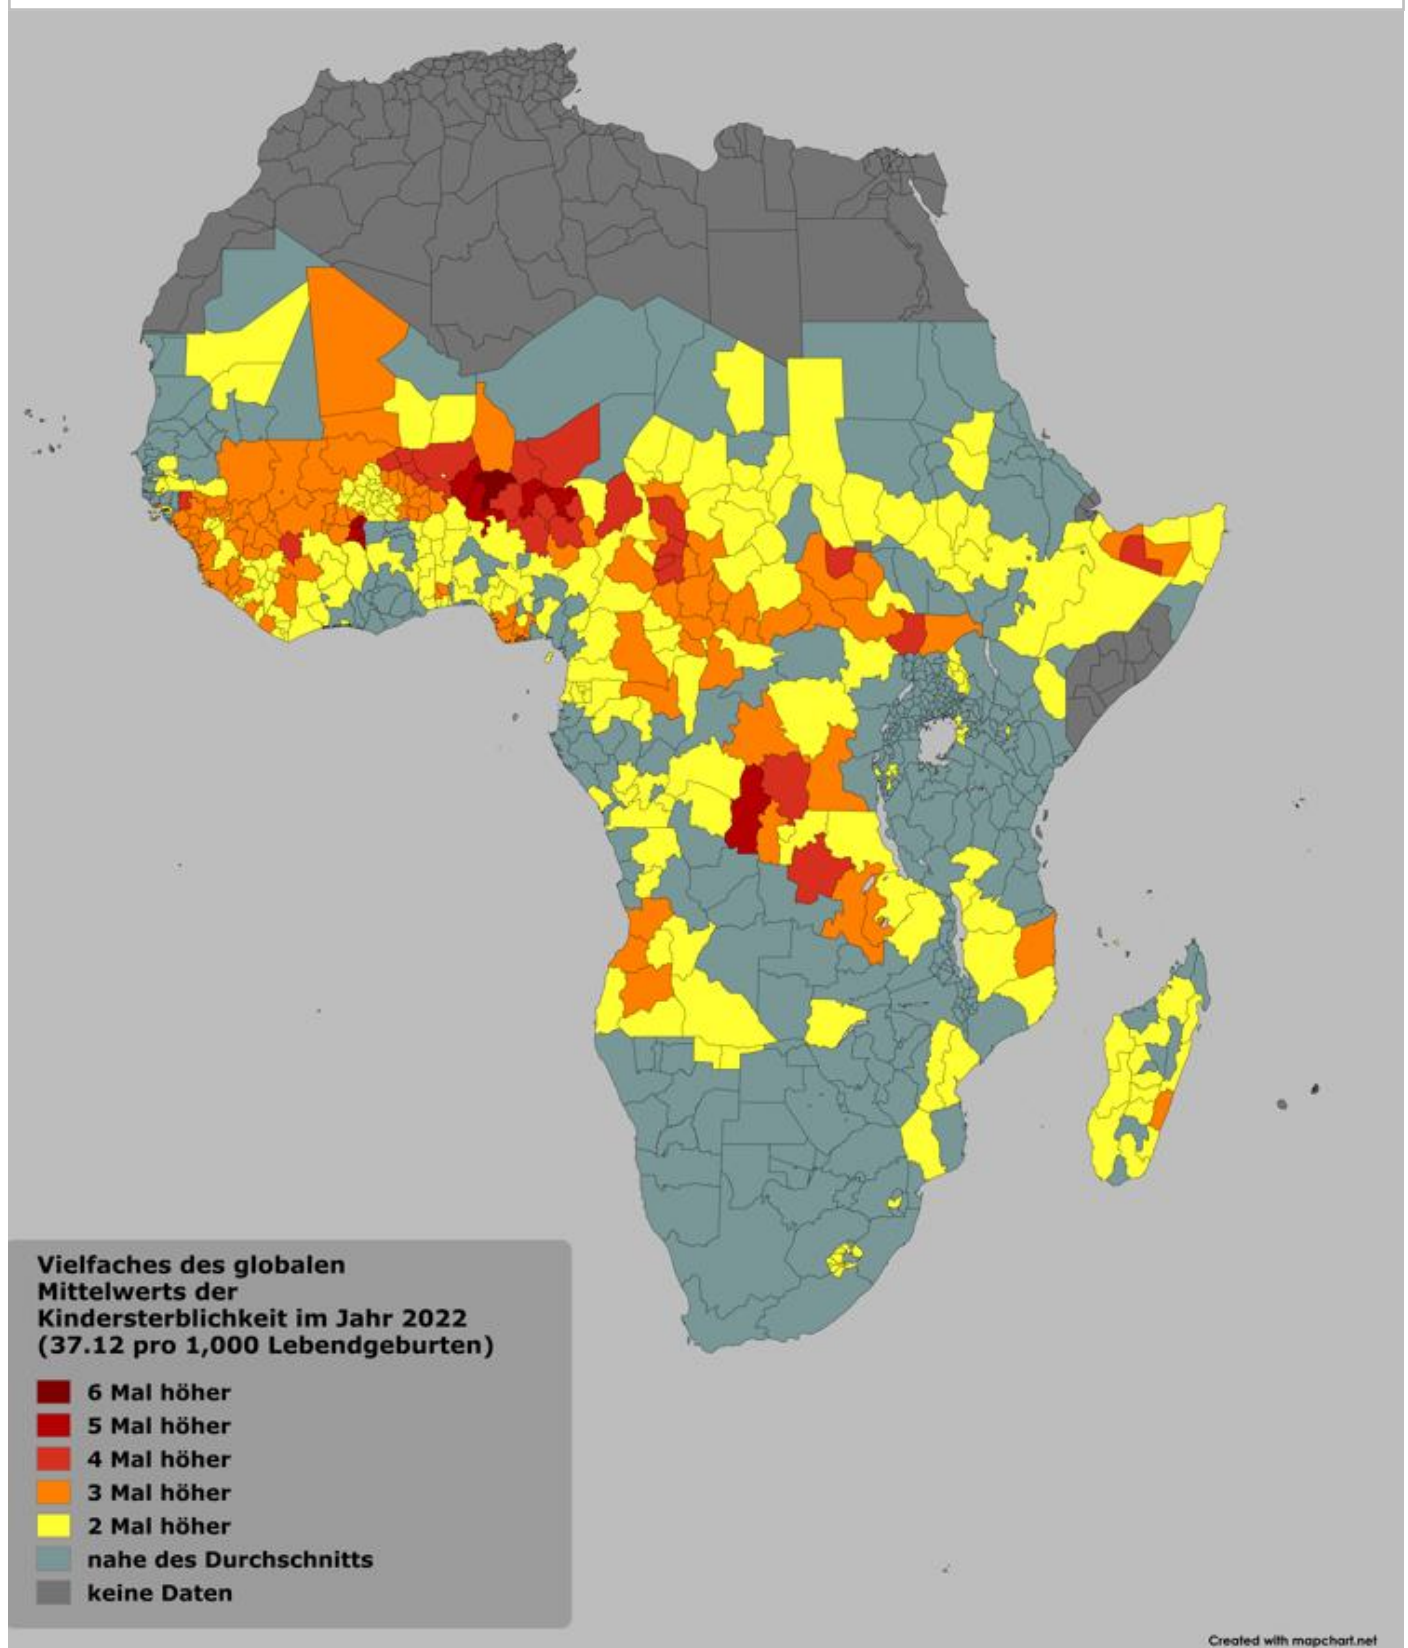 Vielfaches des globalen
Mittelwerts der
Kindersterblichkeit im Jahr 2022
(37.12 pro 1,000 Lebendgeburten)
6 Mal höher
5 Mal höher
4 Mal höher
3 Mal höher
2 Mal höher
nahe des Durchschnitts
keine Daten
Created with mapchart.net